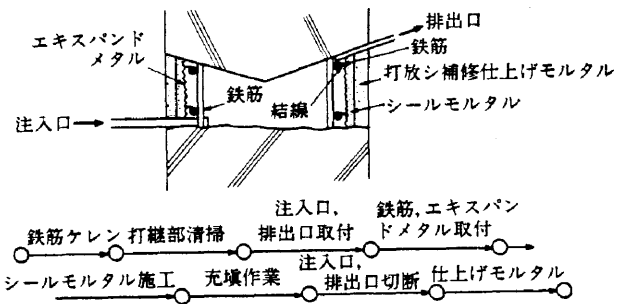 排出口
エキスパンド
メタル
鉄筋
打放シ補修仕上げモルタル
鉄筋
結線
シールモルタル
注入口
鉄筋ケレン
打継部清掃
注入口,
排出口取付
鉄筋,エキスパン
ドメタル取付
シールモルタル施工
充塡作業
注入口,
排出口切断
仕上げモルタル